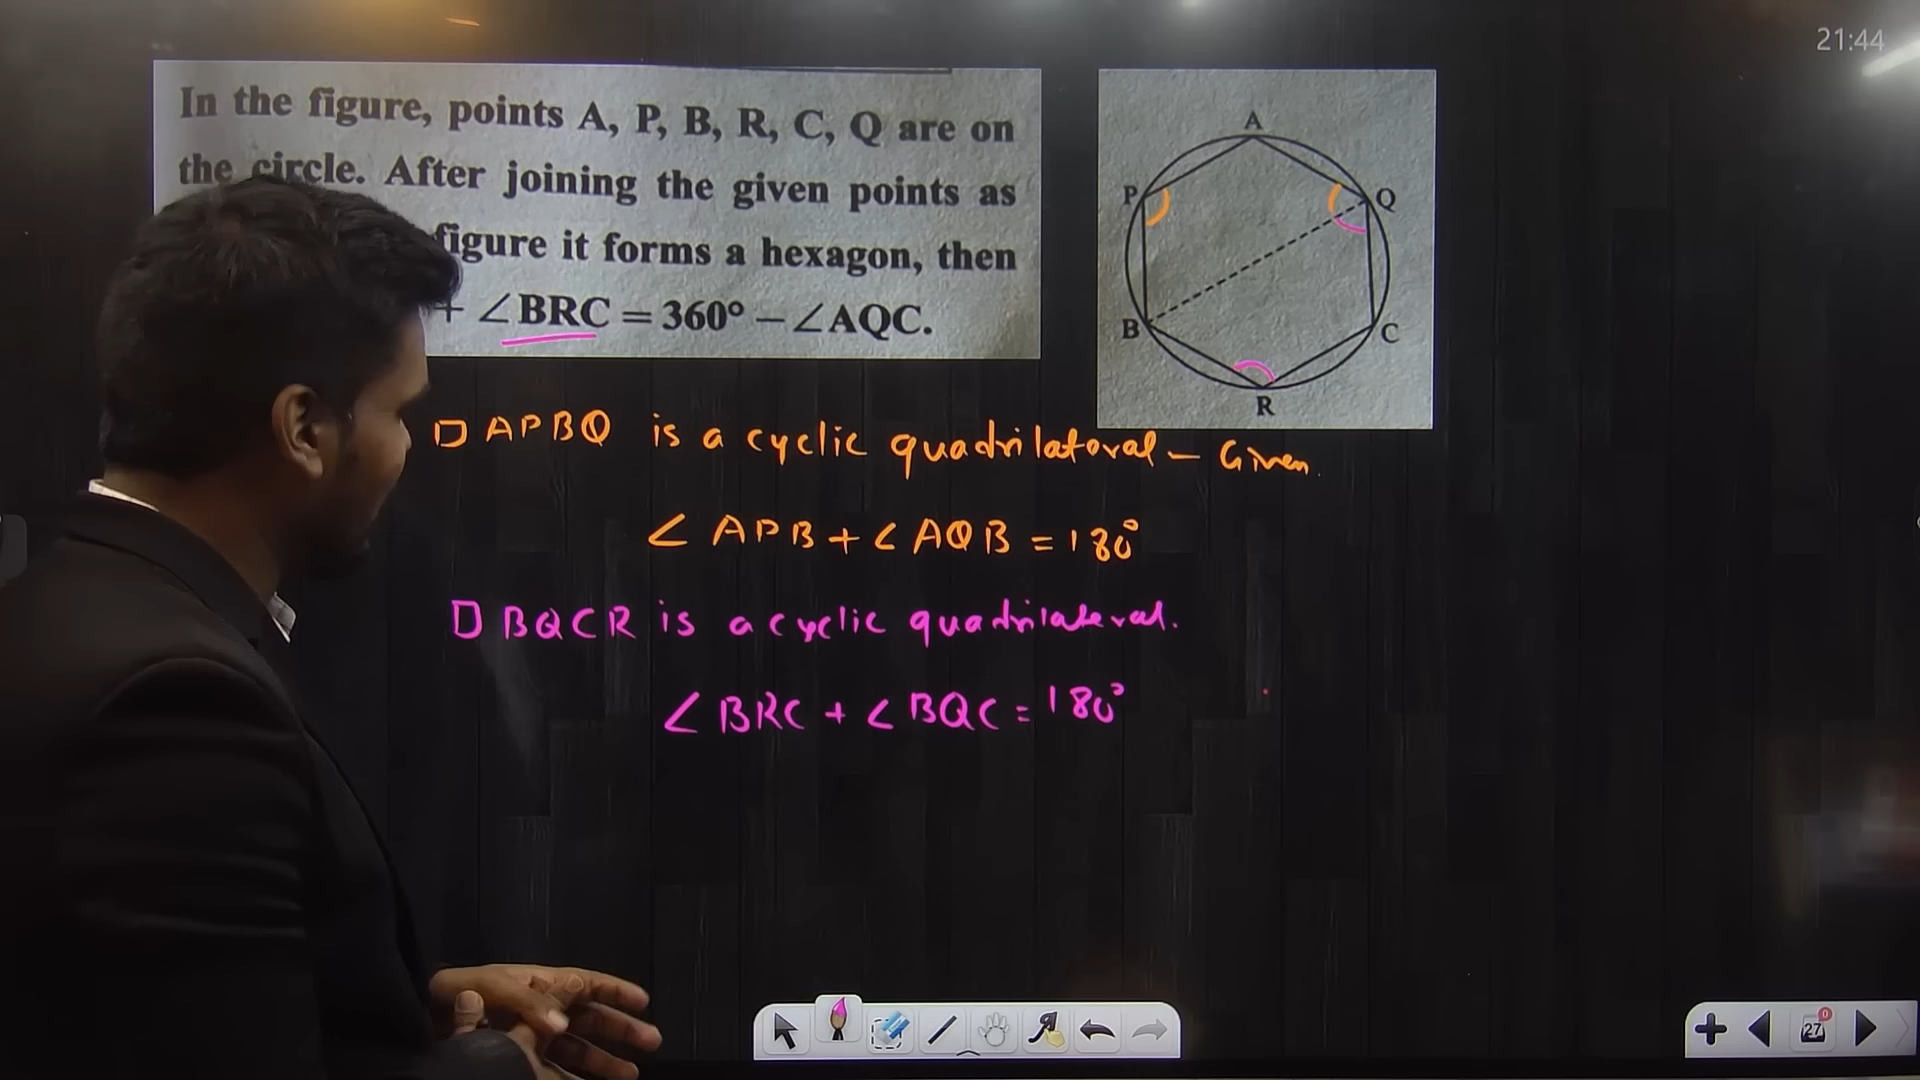 21:44
In the figure, points A, P, B, R, C, Q are on
the circle. After joining the given points as
figure it forms a hexagon, then
+ ∠BRC = 360° – ∠AQC.
A
P
Q
B
C
R
□ APBQ is a cyclic quadrilateral – Given.
∠ APB + ∠ AQB = 180°
□ BQCR is a cyclic quadrilateral.
∠ BRC + ∠ BQC = 180°
0
27